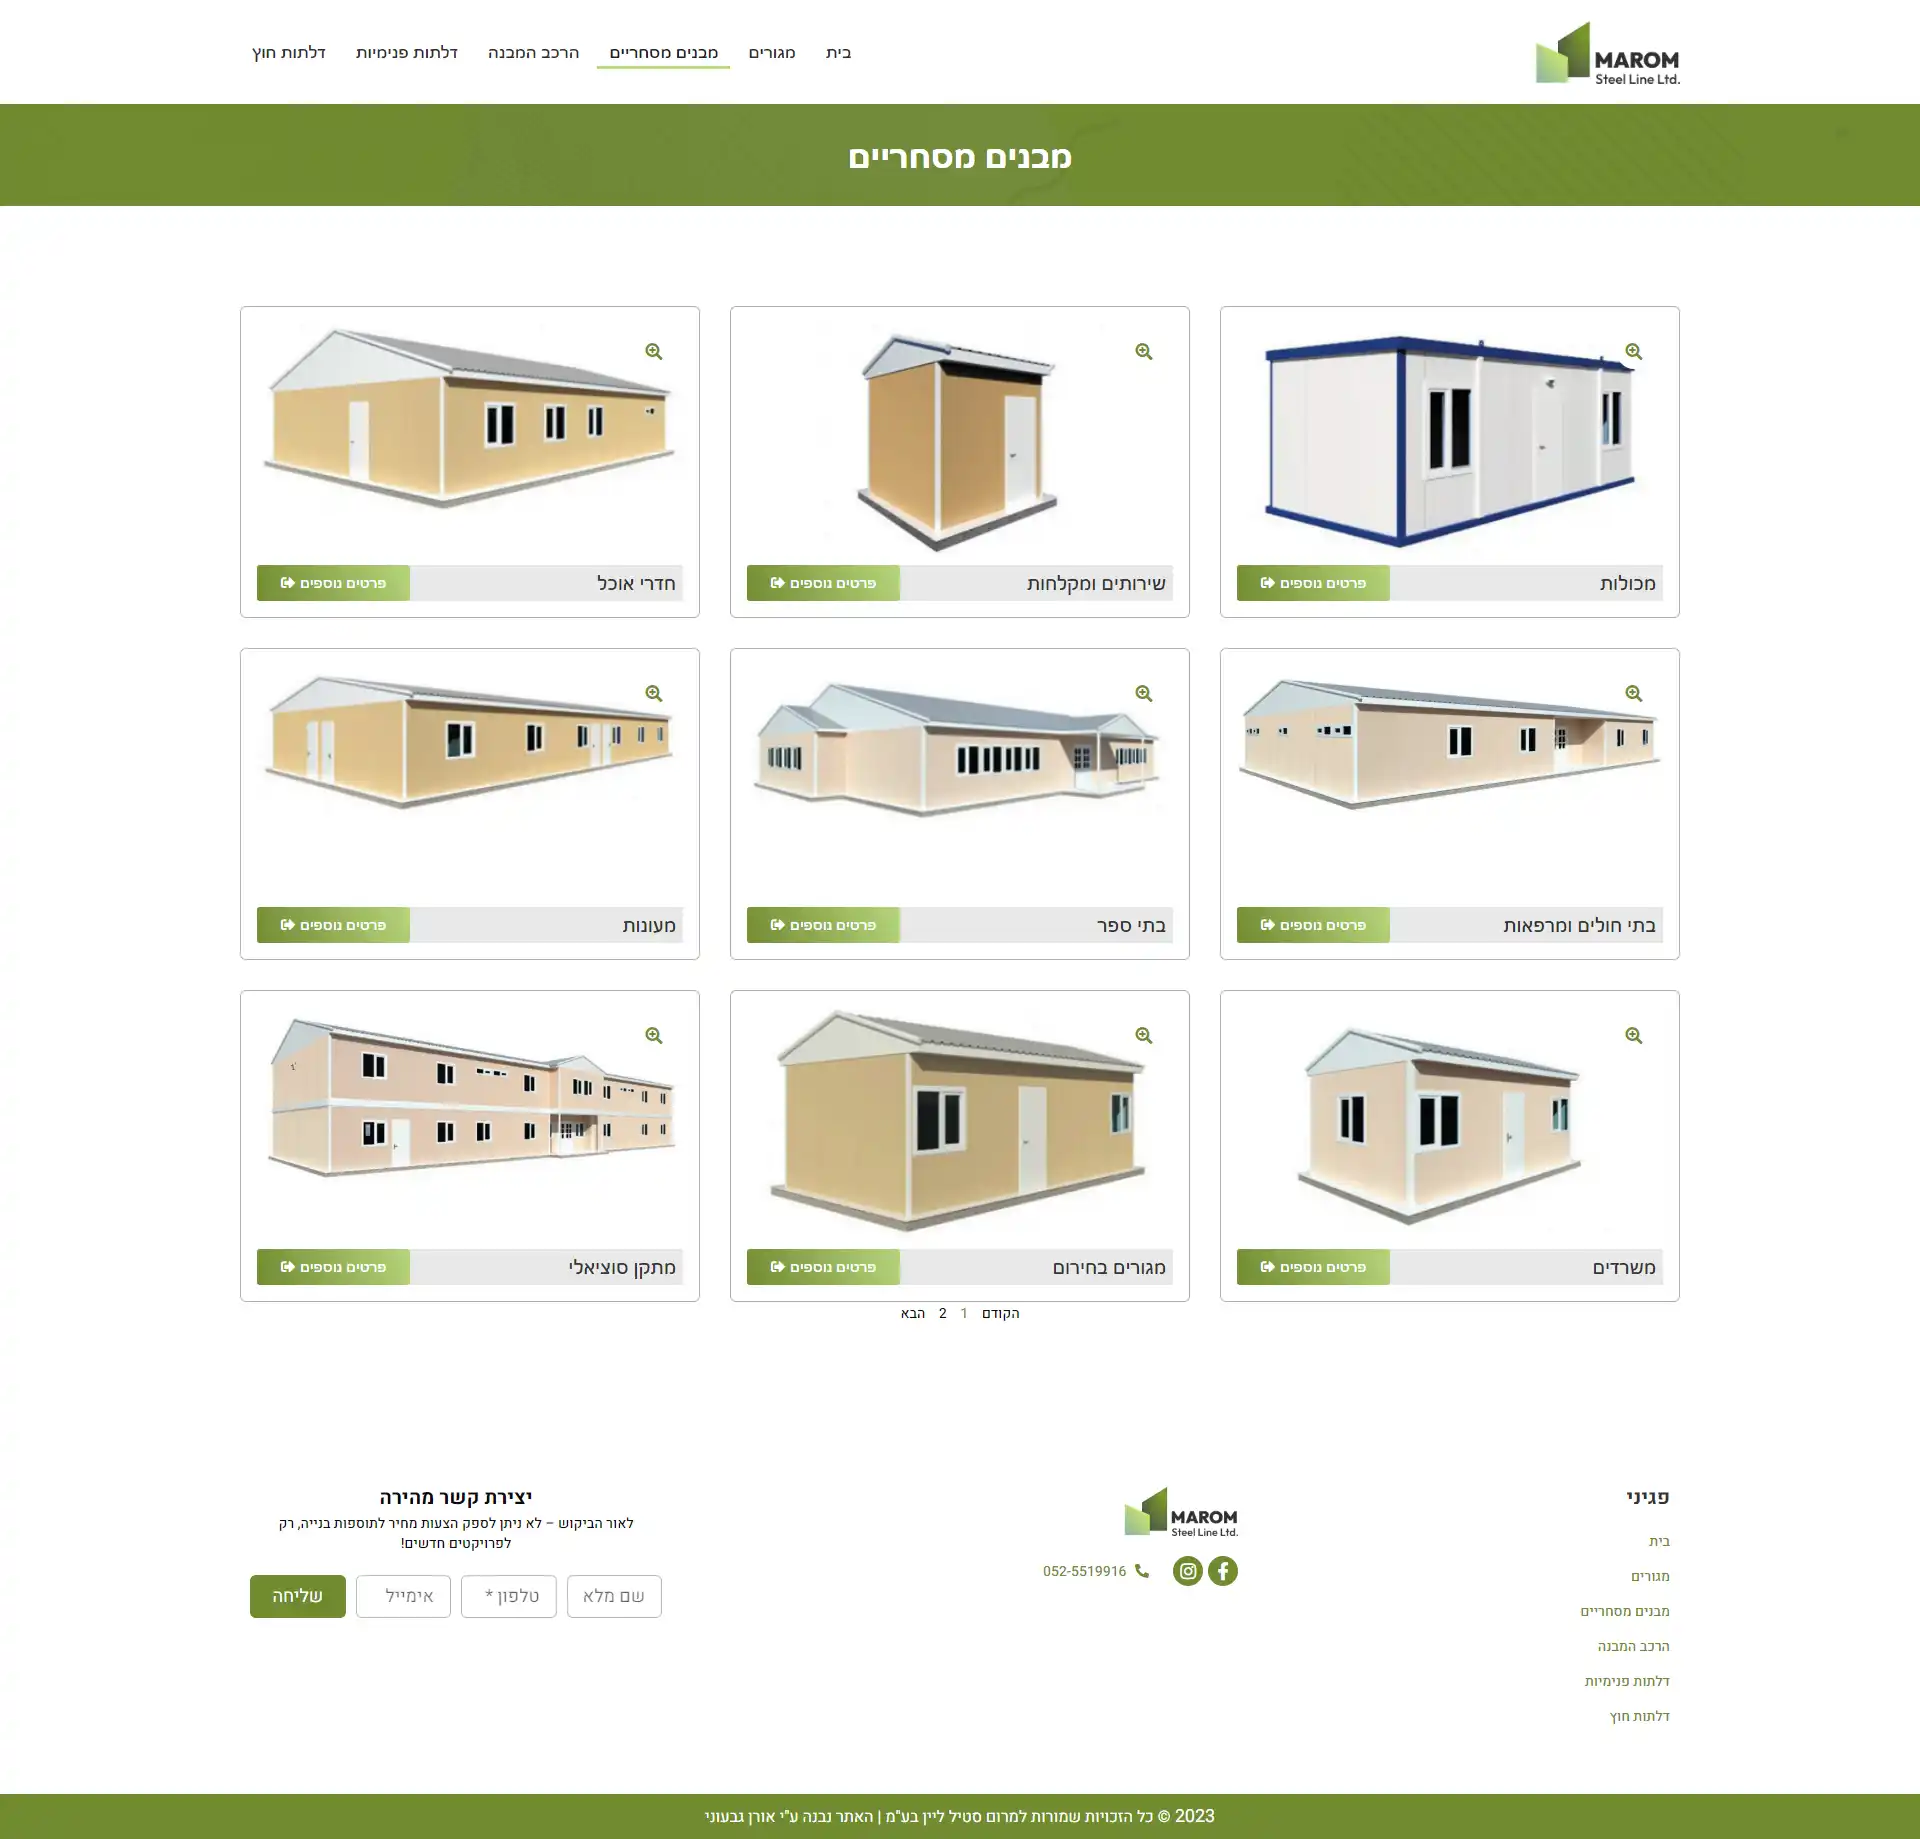 MAROM
Steel Line Ltd.
בית
מגורים
מבנים מסחריים
הרכב המבנה
דלתות פנימיות
דלתות חוץ
מבנים מסחריים
מכולות
פרטים נוספים
שירותים ומקלחות
פרטים נוספים
חדרי אוכל
פרטים נוספים
בתי חולים ומרפאות
פרטים נוספים
בתי ספר
פרטים נוספים
מעונות
פרטים נוספים
משרדים
פרטים נוספים
מגורים בחירום
פרטים נוספים
מתקן סוציאלי
פרטים נוספים
הקודם 1 2 הבא
פגיני
בית
מגורים
מבנים מסחריים
הרכב המבנה
דלתות פנימיות
דלתות חוץ
MAROM
Steel Line Ltd.
052-5519916
יצירת קשר מהירה
לאור הביקוש – לא ניתן לספק הצעות מחיר לתוספות בנייה, רק
לפרויקטים חדשים!
שם מלא
טלפון *
אימייל
שליחה
2023 © כל הזכויות שמורות למרום סטיל ליין בע"מ | האתר נבנה ע"י אורן גבעוני